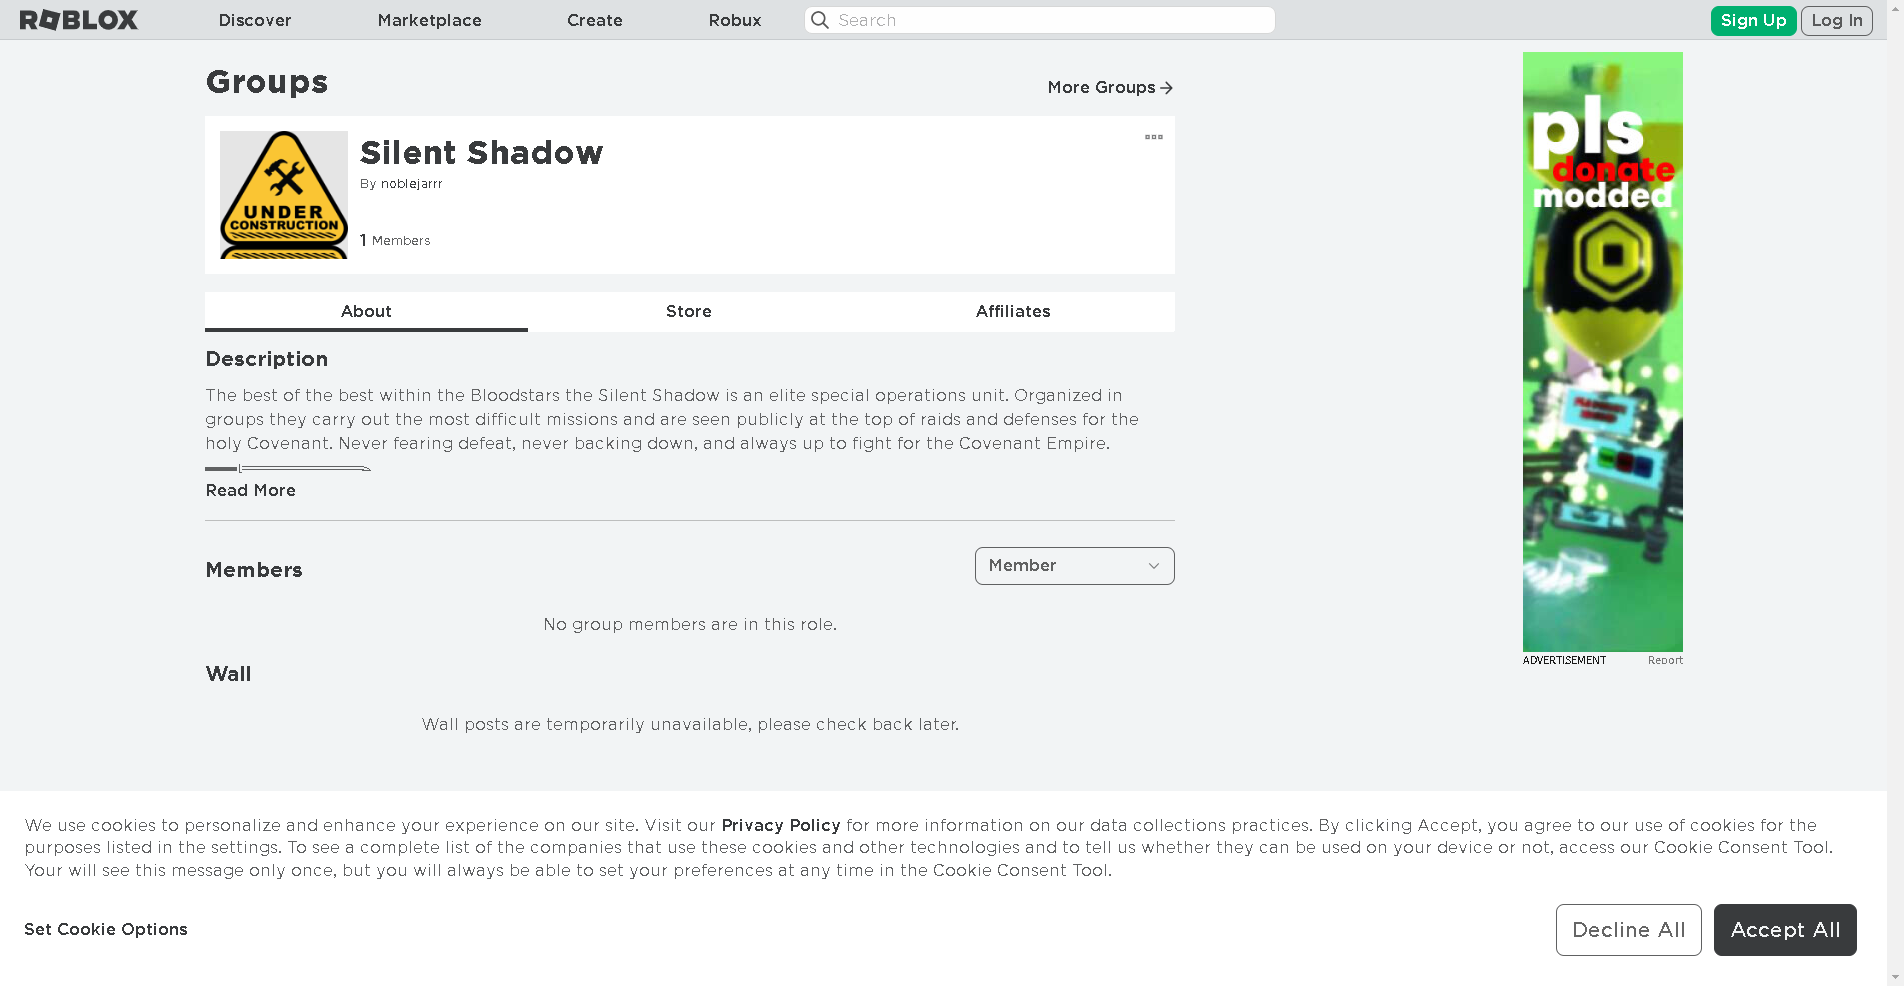 ROBLOX
Discover
Marketplace
Create
Robux
Search
Sign Up
Log In
Groups
More Groups
UNDER
CONSTRUCTION
Silent Shadow
By noblejarrr
1 Members
pls
donate
modded
About
Store
Affiliates
Description
The best of the best within the Bloodstars the Silent Shadow is an elite special operations unit. Organized in
groups they carry out the most difficult missions and are seen publicly at the top of raids and defenses for the
holy Covenant. Never fearing defeat, never backing down, and always up to fight for the Covenant Empire.
Read More
Members
Member
No group members are in this role.
ADVERTISEMENT
Report
Wall
Wall posts are temporarily unavailable, please check back later.
We use cookies to personalize and enhance your experience on our site. Visit our Privacy Policy for more information on our data collections practices. By clicking Accept, you agree to our use of cookies for the
purposes listed in the settings. To see a complete list of the companies that use these cookies and other technologies and to tell us whether they can be used on your device or not, access our Cookie Consent Tool.
Your will see this message only once, but you will always be able to set your preferences at any time in the Cookie Consent Tool.
Set Cookie Options
Decline All
Accept All